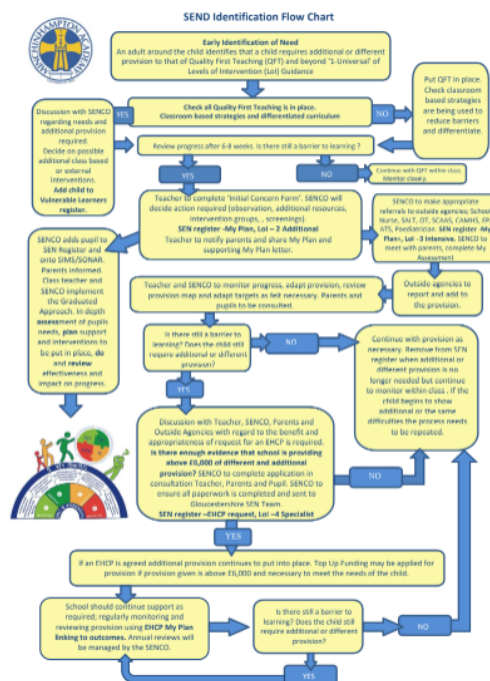 SEND Identification Flow Chart
MINCHINHAMPTON ACADEMY
Early Identification of Need
An adult around the child identifies that a child requires additional or different
provision to that of Quality First Teaching (QFT) and beyond '1-Universal'
of Levels of Intervention (LoI) Guidance
Check all Quality First Teaching is in place.
Classroom based strategies and differentiated curriculum
YES
NO
Put QFT in place.
Check classroom
based strategies
are being used to
reduce barriers
and differentiate.
Discussion with SENCO
regarding needs and
additional provision
required.
Decide on possible
additional class based
or external
interventions.
Add child to
Vulnerable Learners
register.
Review progress after 6-8 weeks. Is there still a barrier to learning ?
YES
NO
Continue with QFT within class.
Monitor closely.
Teacher to complete 'Initial Concern Form'. SENCO will
decide action required (observation, additional resources,
intervention groups, , screenings).
SEN register -My Plan, LoI – 2 Additional
Teacher to notify parents and share My Plan and
supporting My Plan letter.
SENCO to make appropriate
referrals to outside agencies; School
Nurse, SALT, OT, SCAAS, CAMHS, EP,
ATS, Paediatrician. SEN register -My
Plan+, LoI -3 Intensive. SENCO to
meet with parents, complete My
Assessment
SENCO adds pupil to
SEN Register and
onto SIMS/SONAR.
Parents informed.
Class teacher and
SENCO implement
the Graduated
Approach. In depth
assessment of pupils
needs, plan support
and interventions to
be put in place, do
and review
effectiveness and
impact on progress.
Outside agencies to
report and add to
the provision.
Teacher and SENCO to monitor progress, adapt provision, review
provision map and adapt targets as felt necessary. Parents and
pupils to be consulted.
Is there still a barrier to
learning? Does the child still
require additional or different
provision?
NO
YES
Continue with provision as
necessary. Remove from SEN
register when additional or
different provision is no
longer needed but continue
to monitor within class . If
the child begins to show
additional or the same
difficulties the process needs
to be repeated.
Discussion with Teacher, SENCO, Parents and
Outside Agencies with regard to the benefit and
appropriateness of request for an EHCP is required.
Is there enough evidence that school is providing
above £6,000 of different and additional
provision? SENCO to complete application in
consultation Teacher, Parents and Pupil. SENCO to
ensure all paperwork is completed and sent to
Gloucestershire SEN Team.
SEN register –EHCP request, LoI –4 Specialist
NO
YES
If an EHCP is agreed additional provision continues to put into place. Top Up Funding may be applied for
provision if provision given is above £6,000 and necessary to meet the needs of the child.
School should continue support as
required; regularly monitoring and
reviewing provision using EHCP My Plan
linking to outcomes. Annual reviews
will be managed by the SENCO.
Is there still a barrier to
learning? Does the child still
require additional or different
provision?
NO
YES